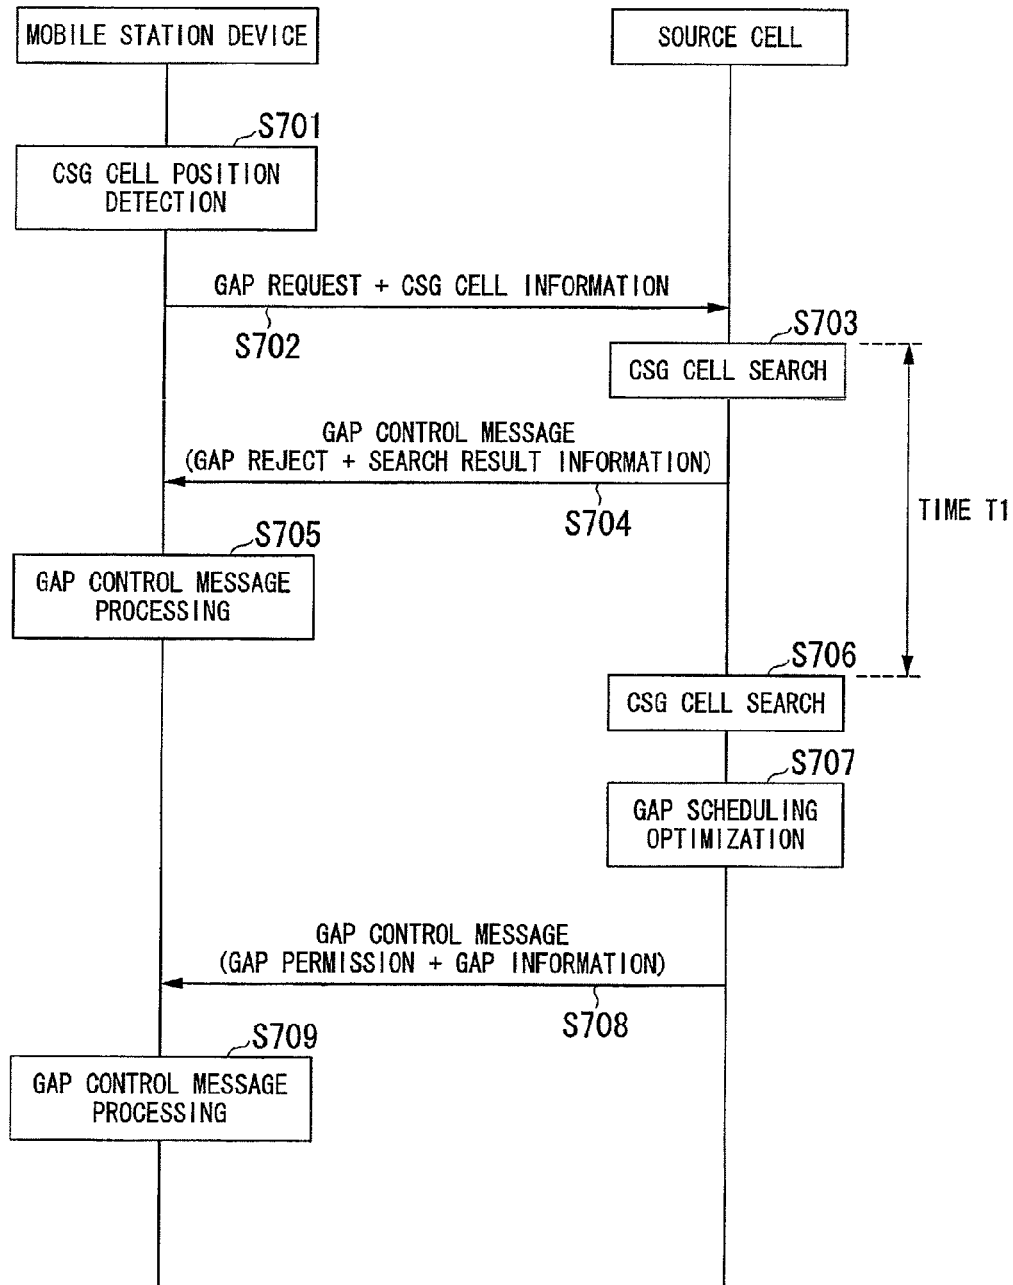 MOBILE STATION DEVICE
SOURCE CELL
S701
CSG CELL POSITION
DETECTION
GAP REQUEST + CSG CELL INFORMATION
S702
S703
CSG CELL SEARCH
GAP CONTROL MESSAGE
(GAP REJECT + SEARCH RESULT INFORMATION)
S704
TIME T1
S705
GAP CONTROL MESSAGE
PROCESSING
S706
CSG CELL SEARCH
S707
GAP SCHEDULING
OPTIMIZATION
GAP CONTROL MESSAGE
(GAP PERMISSION + GAP INFORMATION)
S708
S709
GAP CONTROL MESSAGE
PROCESSING